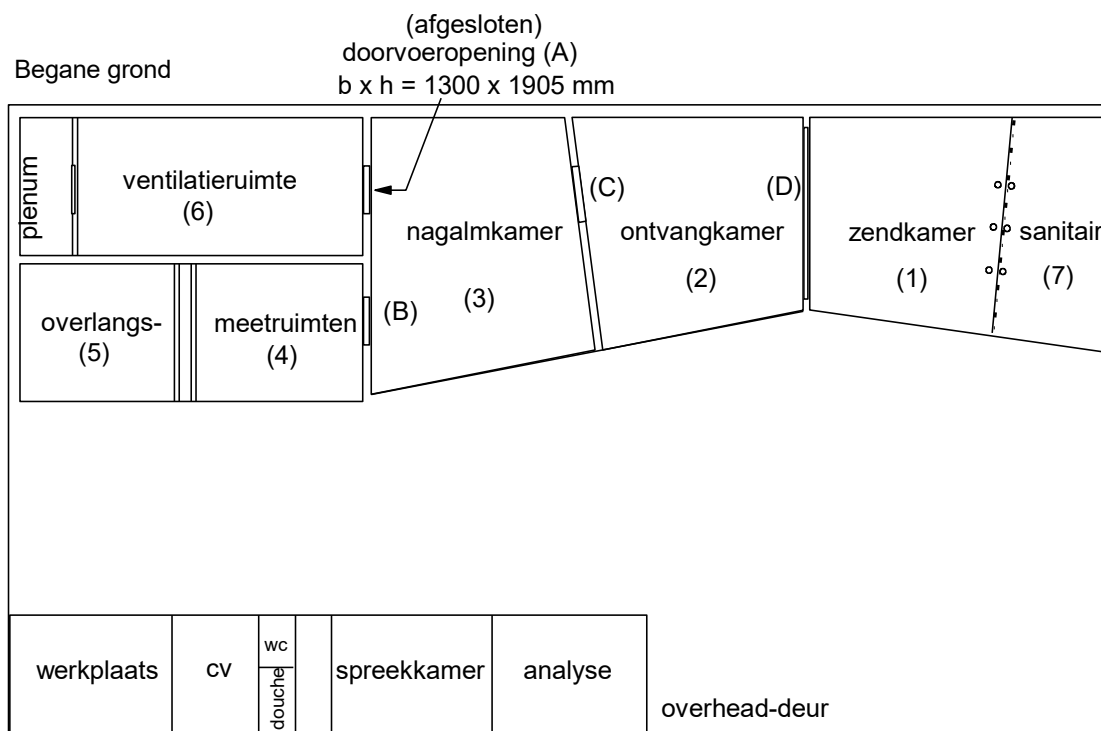 (afgesloten)
doorvoeropening (A)
b x h = 1300 x 1905 mm
Begane grond
plenum
ventilatieruimte
(6)
nagalmkamer
(3)
(C)
ontvangkamer
(2)
(D)
zendkamer
(1)
sanitair
(7)
overlangs-
(5)
meetruimten
(4)
(B)
werkplaats
cv
wc
douche
spreekkamer
analyse
overhead-deur